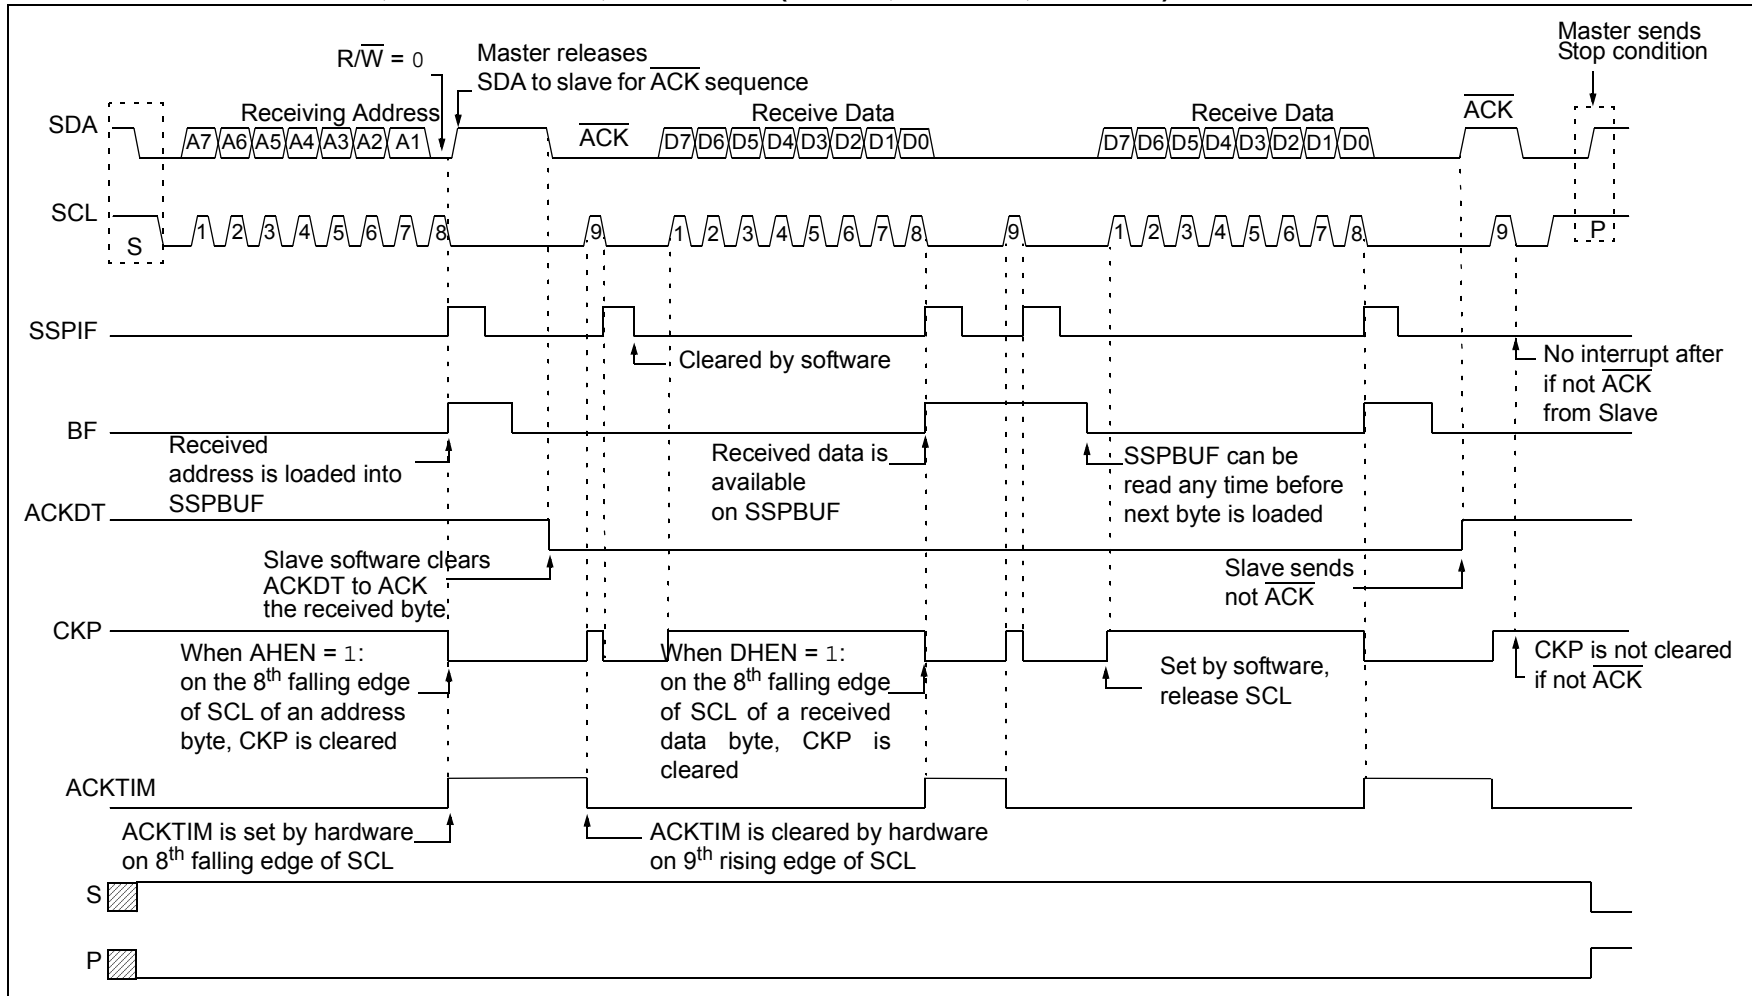 Master sends
Stop condition
R/W = 0
Master releases
SDA to slave for ACK sequence
SDA
Receiving Address
A7 A6 A5 A4 A3 A2 A1
ACK
Receive Data
D7 D6 D5 D4 D3 D2 D1 D0
Receive Data
D7 D6 D5 D4 D3 D2 D1 D0
ACK
SCL
S
1 2 3 4 5 6 7 8 9 1 2 3 4 5 6 7 8 9 1 2 3 4 5 6 7 8 9
P
SSPIF
Cleared by software
No interrupt after
if not ACK
from Slave
BF
Received
address is loaded into
SSPBUF
Received data is
available
on SSPBUF
SSPBUF can be
read any time before
next byte is loaded
ACKDT
Slave software clears
ACKDT to ACK
the received byte
Slave sends
not ACK
CKP
When AHEN = 1:
on the 8th falling edge
of SCL of an address
byte, CKP is cleared
When DHEN = 1:
on the 8th falling edge
of SCL of a received
data byte, CKP is
cleared
Set by software,
release SCL
CKP is not cleared
if not ACK
ACKTIM
ACKTIM is set by hardware
on 8th falling edge of SCL
ACKTIM is cleared by hardware
on 9th rising edge of SCL
S
P